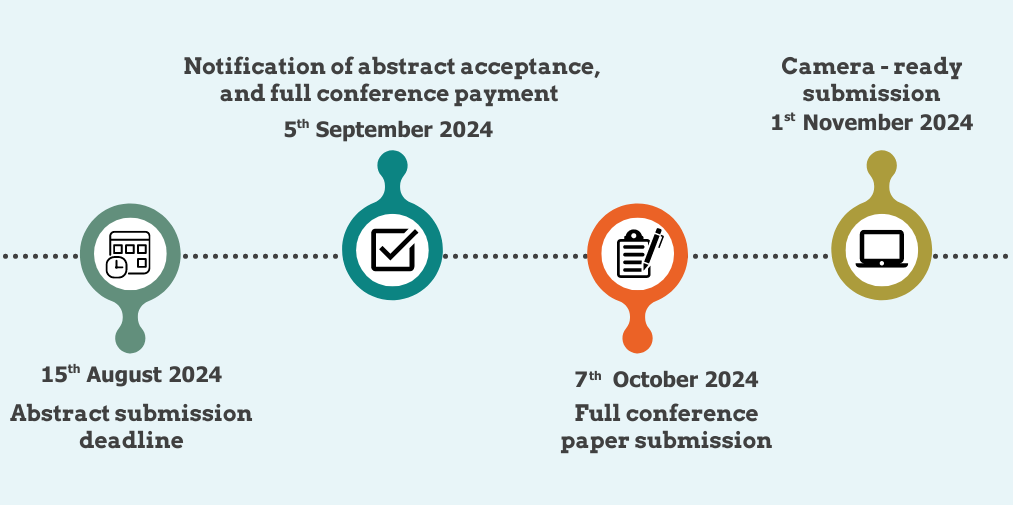 Notification of abstract acceptance,
and full conference payment
5th September 2024
Camera - ready
submission
1st November 2024
15th August 2024
Abstract submission
deadline
7th October 2024
Full conference
paper submission